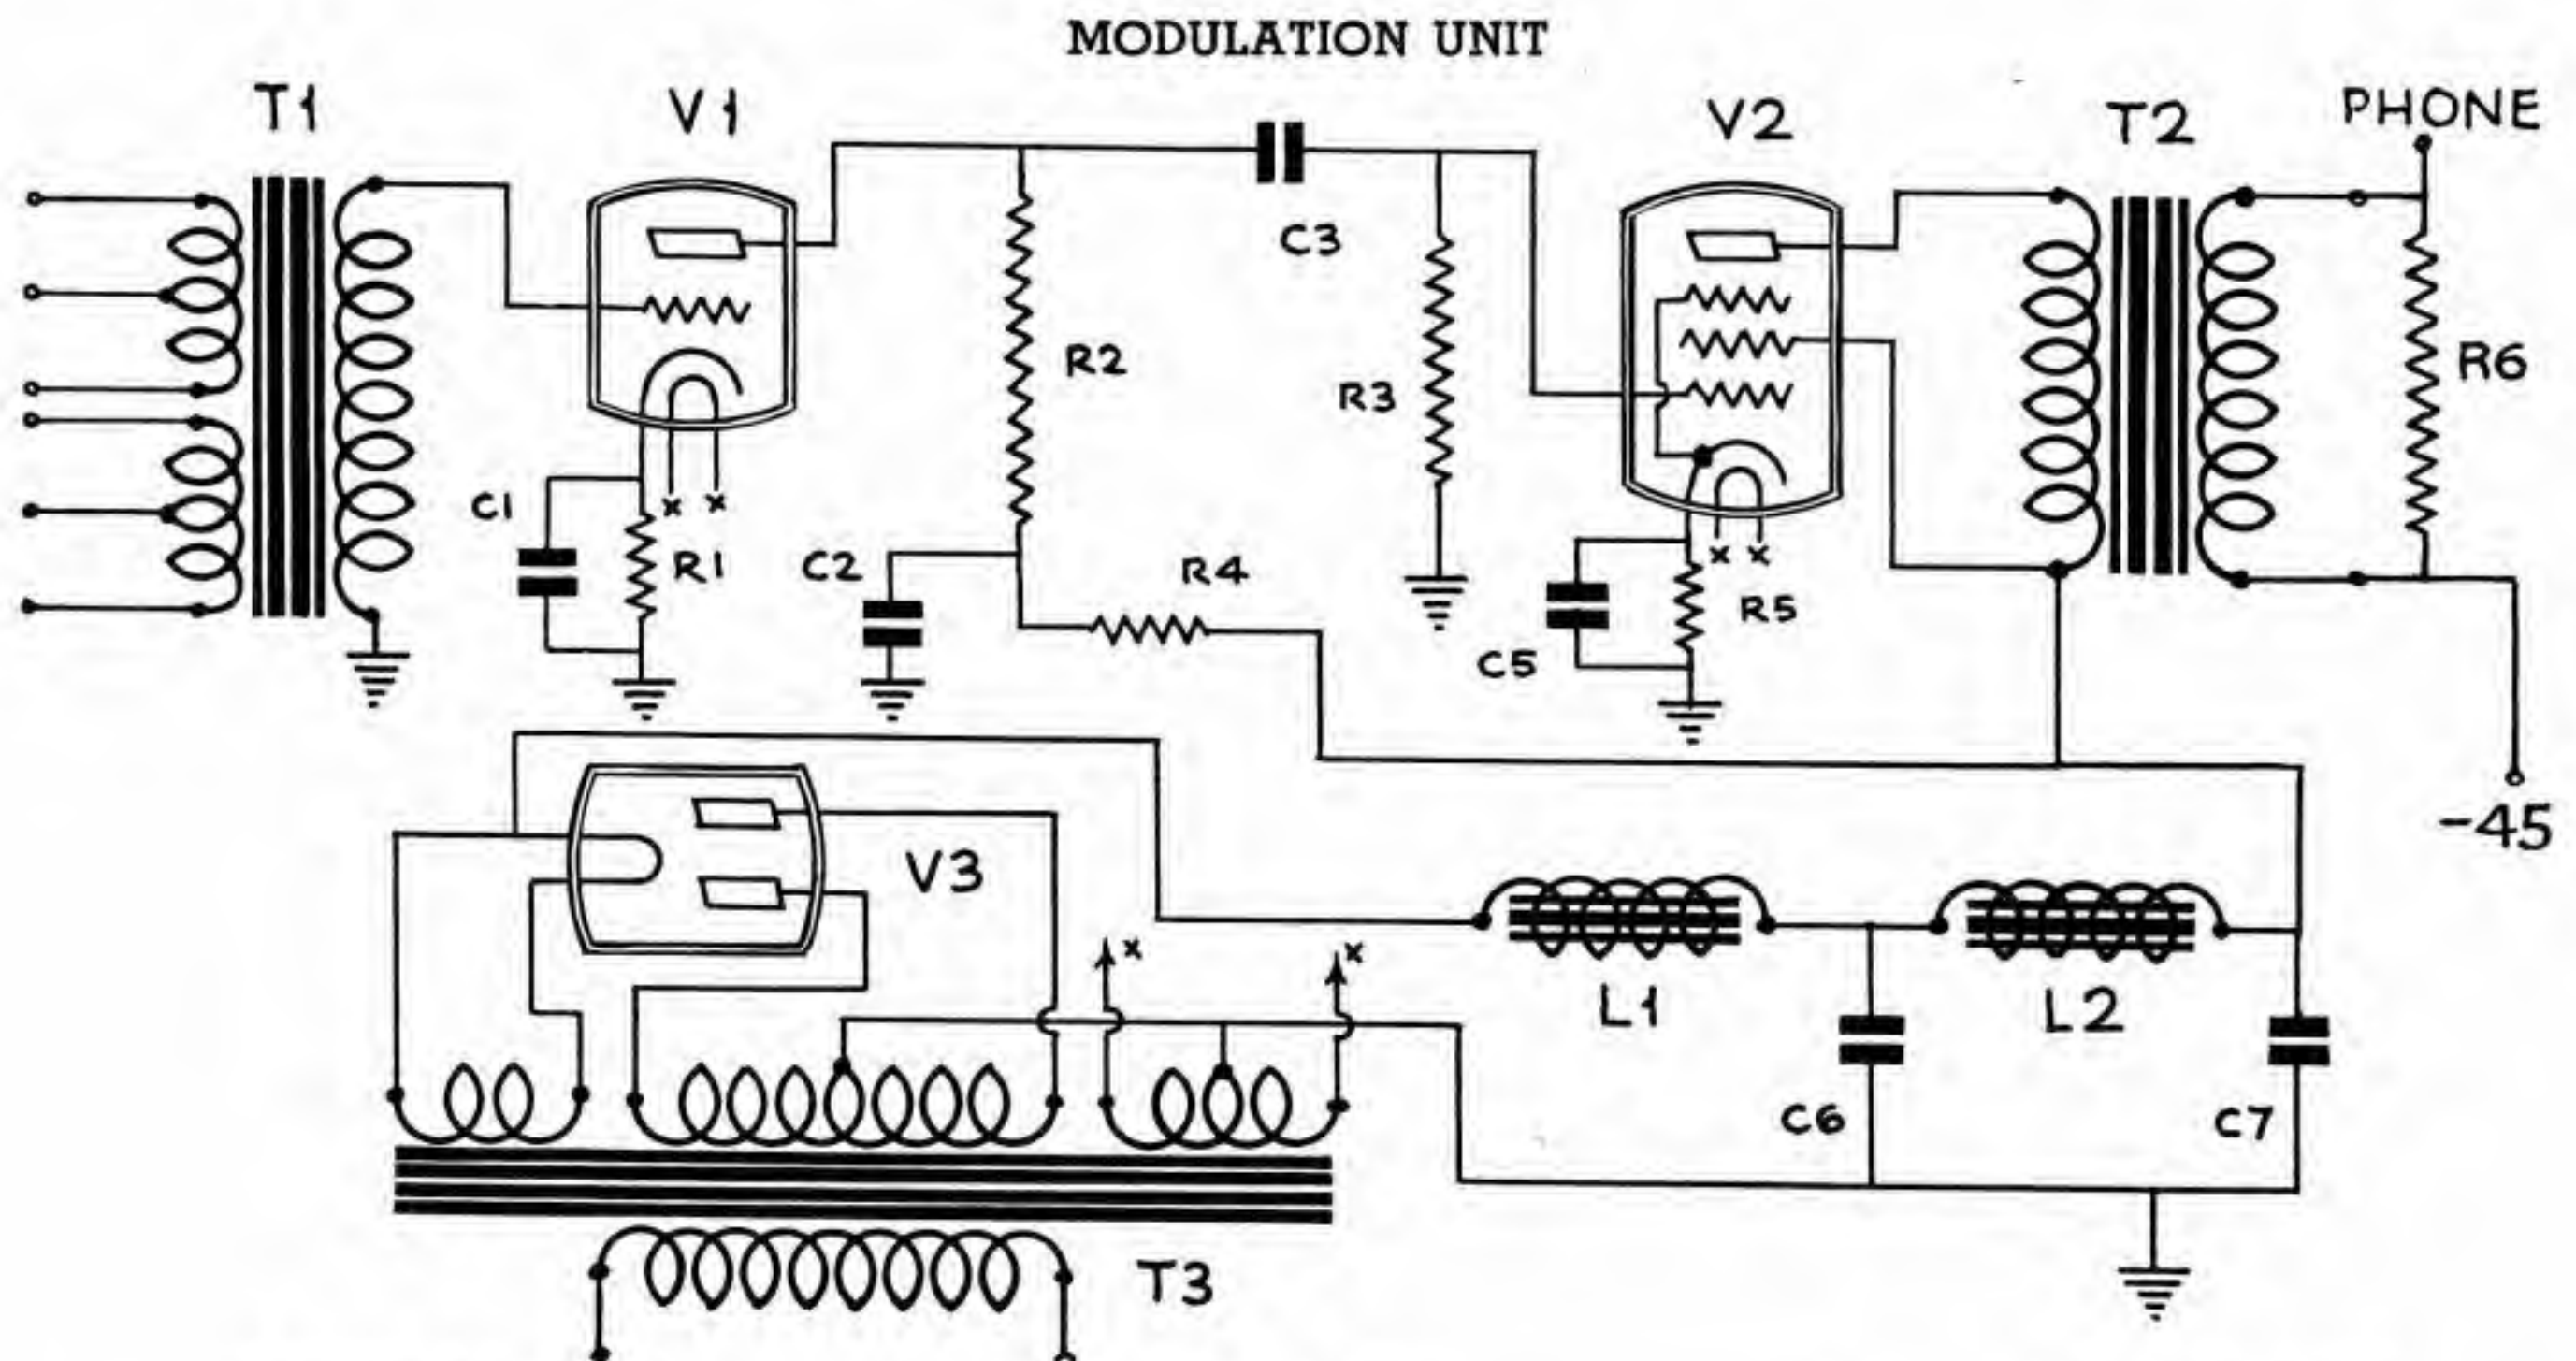 MODULATION UNIT
T1
V1
V2
T2
PHONE
C3
R2
R3
R6
C1
x x
R1
C2
R4
x x
R5
C5
V3
-45
x
x
L1
L2
C6
C7
T3